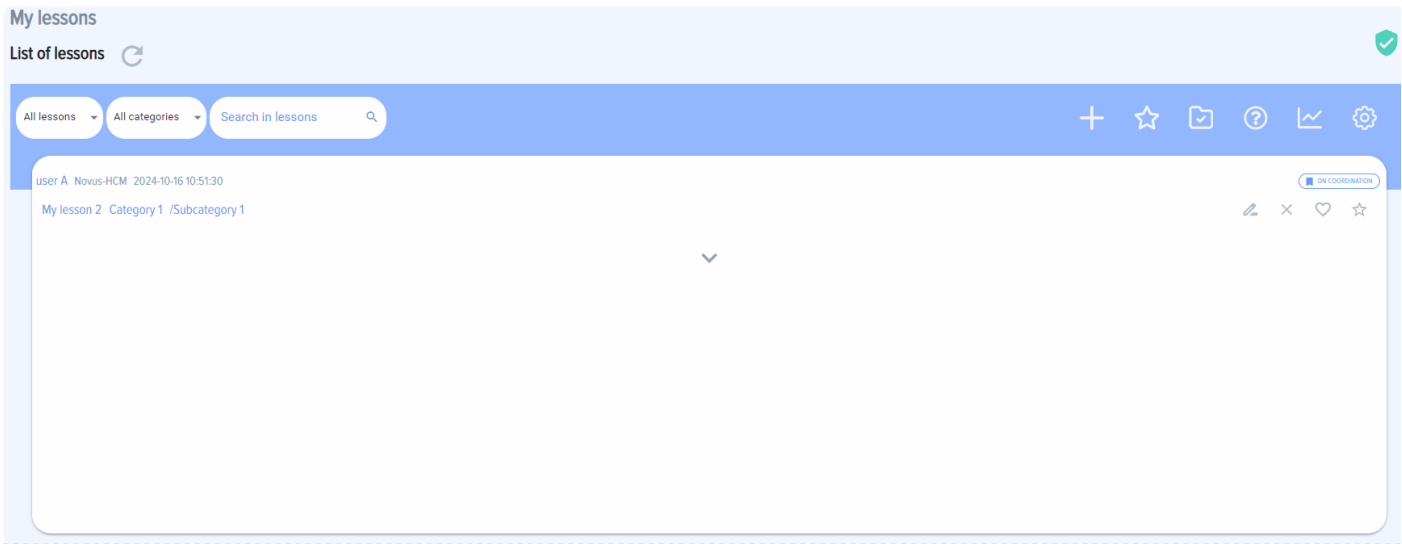 My lessons
List of lessons
All lessons All categories Search in lessons
user A Novus-HCM 2024-10-16 10:51:30 ON COORDINATION
My lesson 2 Category 1 /Subcategory 1